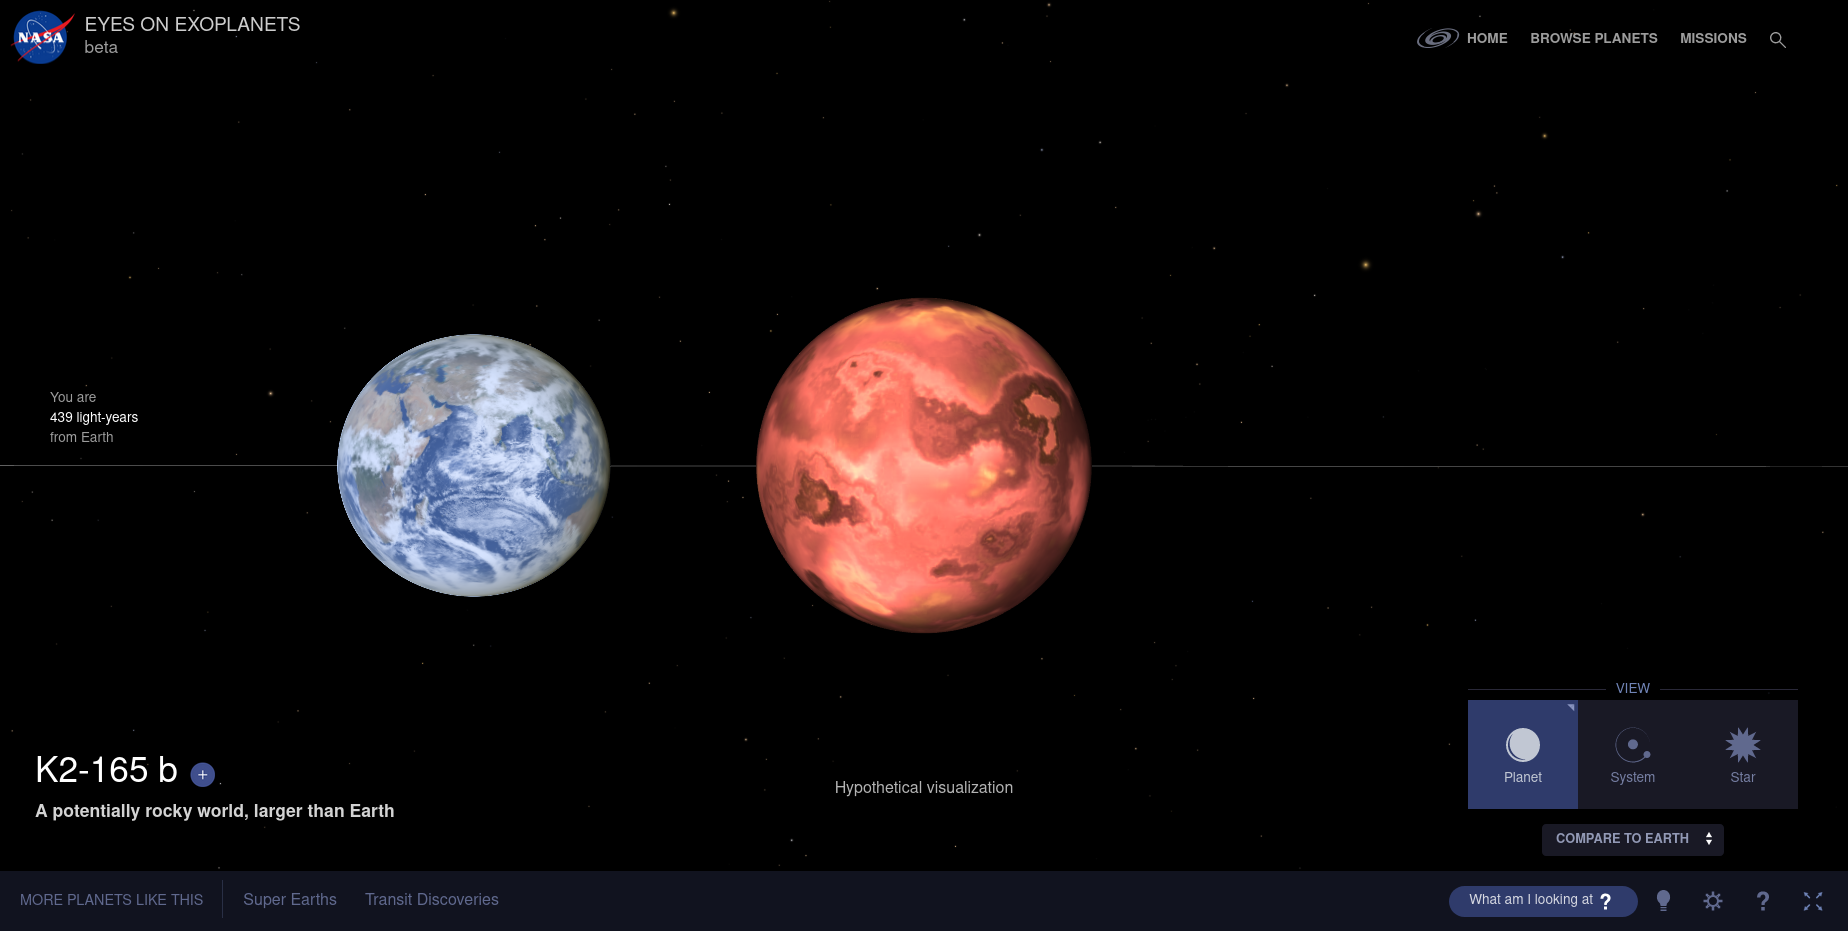 NASA
EYES ON EXOPLANETS
beta
HOME
BROWSE PLANETS
MISSIONS
You are
439 light-years
from Earth
VIEW
Planet
System
Star
COMPARE TO EARTH
K2-165 b +
A potentially rocky world, larger than Earth
Hypothetical visualization
MORE PLANETS LIKE THIS
Super Earths
Transit Discoveries
What am I looking at ?
?